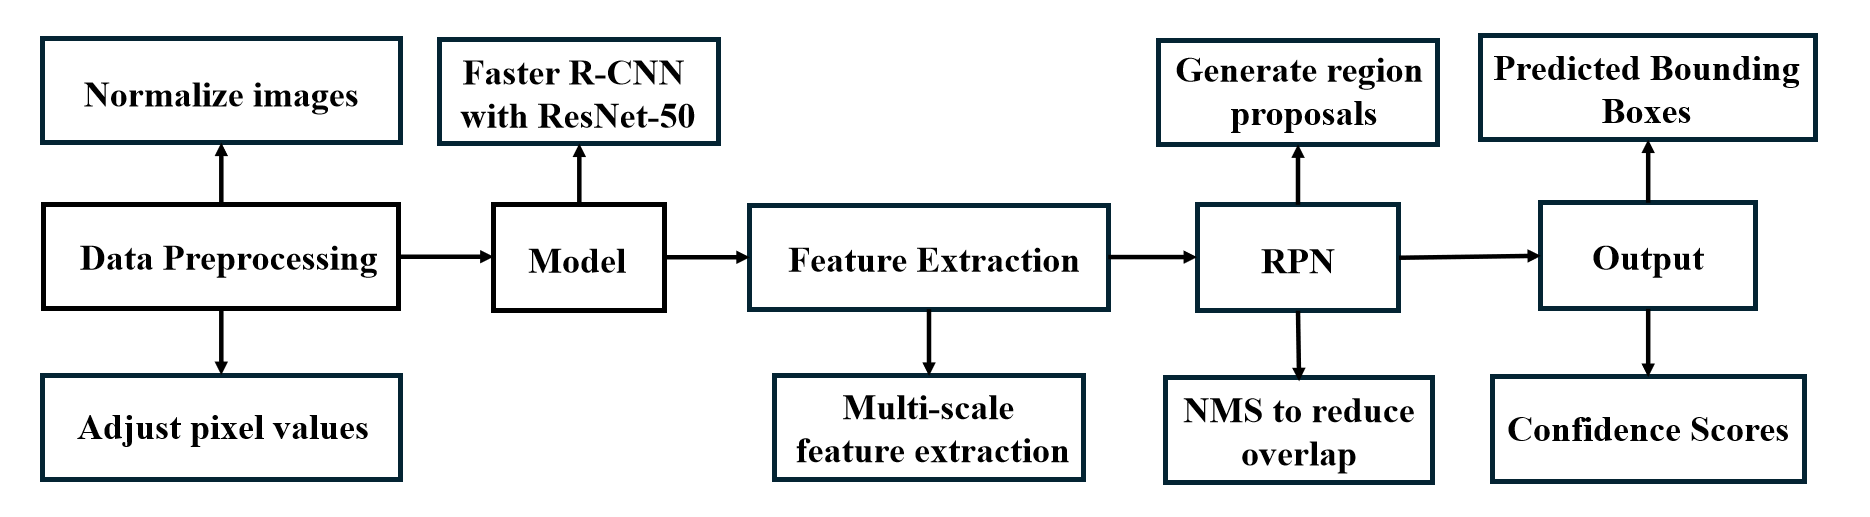 Normalize images
Faster R-CNN
with ResNet-50
Generate region
proposals
Predicted Bounding
Boxes
Data Preprocessing
Model
Feature Extraction
RPN
Output
Adjust pixel values
Multi-scale
feature extraction
NMS to reduce
overlap
Confidence Scores